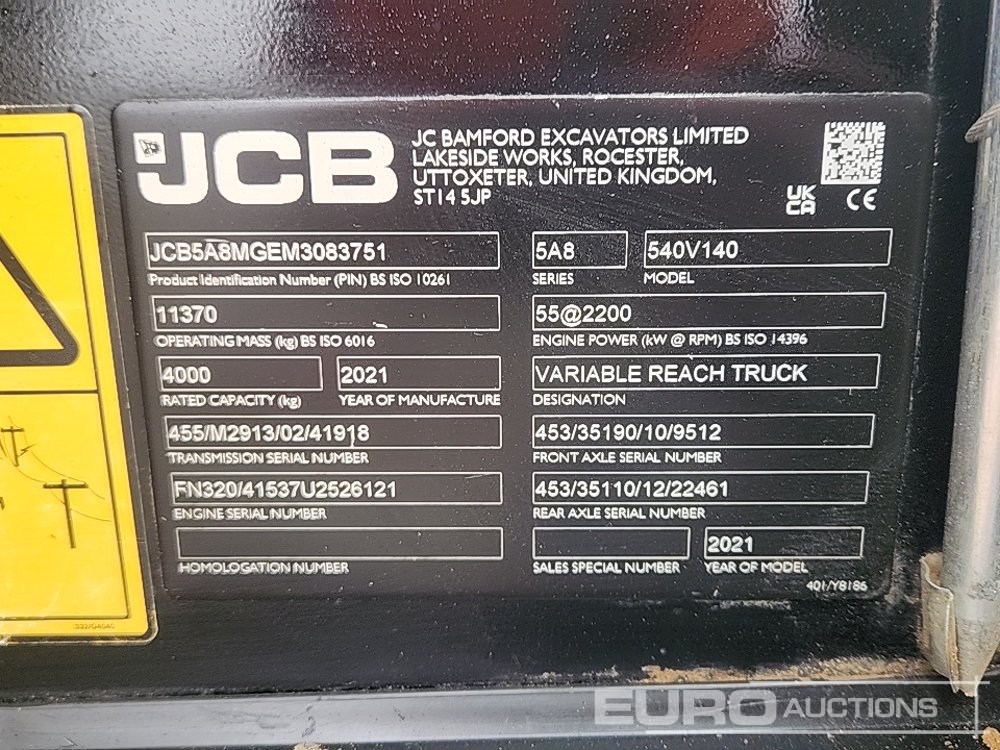 JCB
JC BAMFORD EXCAVATORS LIMITED
LAKESIDE WORKS, ROCESTER,
UTTOXETER, UNITED KINGDOM,
ST14 5JP
UK
CA
CE
JCB5A8MGEM3083751
Product Identification Number (PIN) BS ISO 10261
5A8
SERIES
540V140
MODEL
11370
OPERATING MASS (kg) BS ISO 6016
55@2200
ENGINE POWER (kW @ RPM) BS ISO 14396
4000
RATED CAPACITY (kg)
2021
YEAR OF MANUFACTURE
VARIABLE REACH TRUCK
DESIGNATION
455/M2913/02/41918
TRANSMISSION SERIAL NUMBER
453/35190/10/9512
FRONT AXLE SERIAL NUMBER
FN320/41537U2526121
ENGINE SERIAL NUMBER
453/35110/12/22461
REAR AXLE SERIAL NUMBER
HOMOLOGATION NUMBER
SALES SPECIAL NUMBER
2021
YEAR OF MODEL
401/Y8186
332/G4040
EURO AUCTIONS